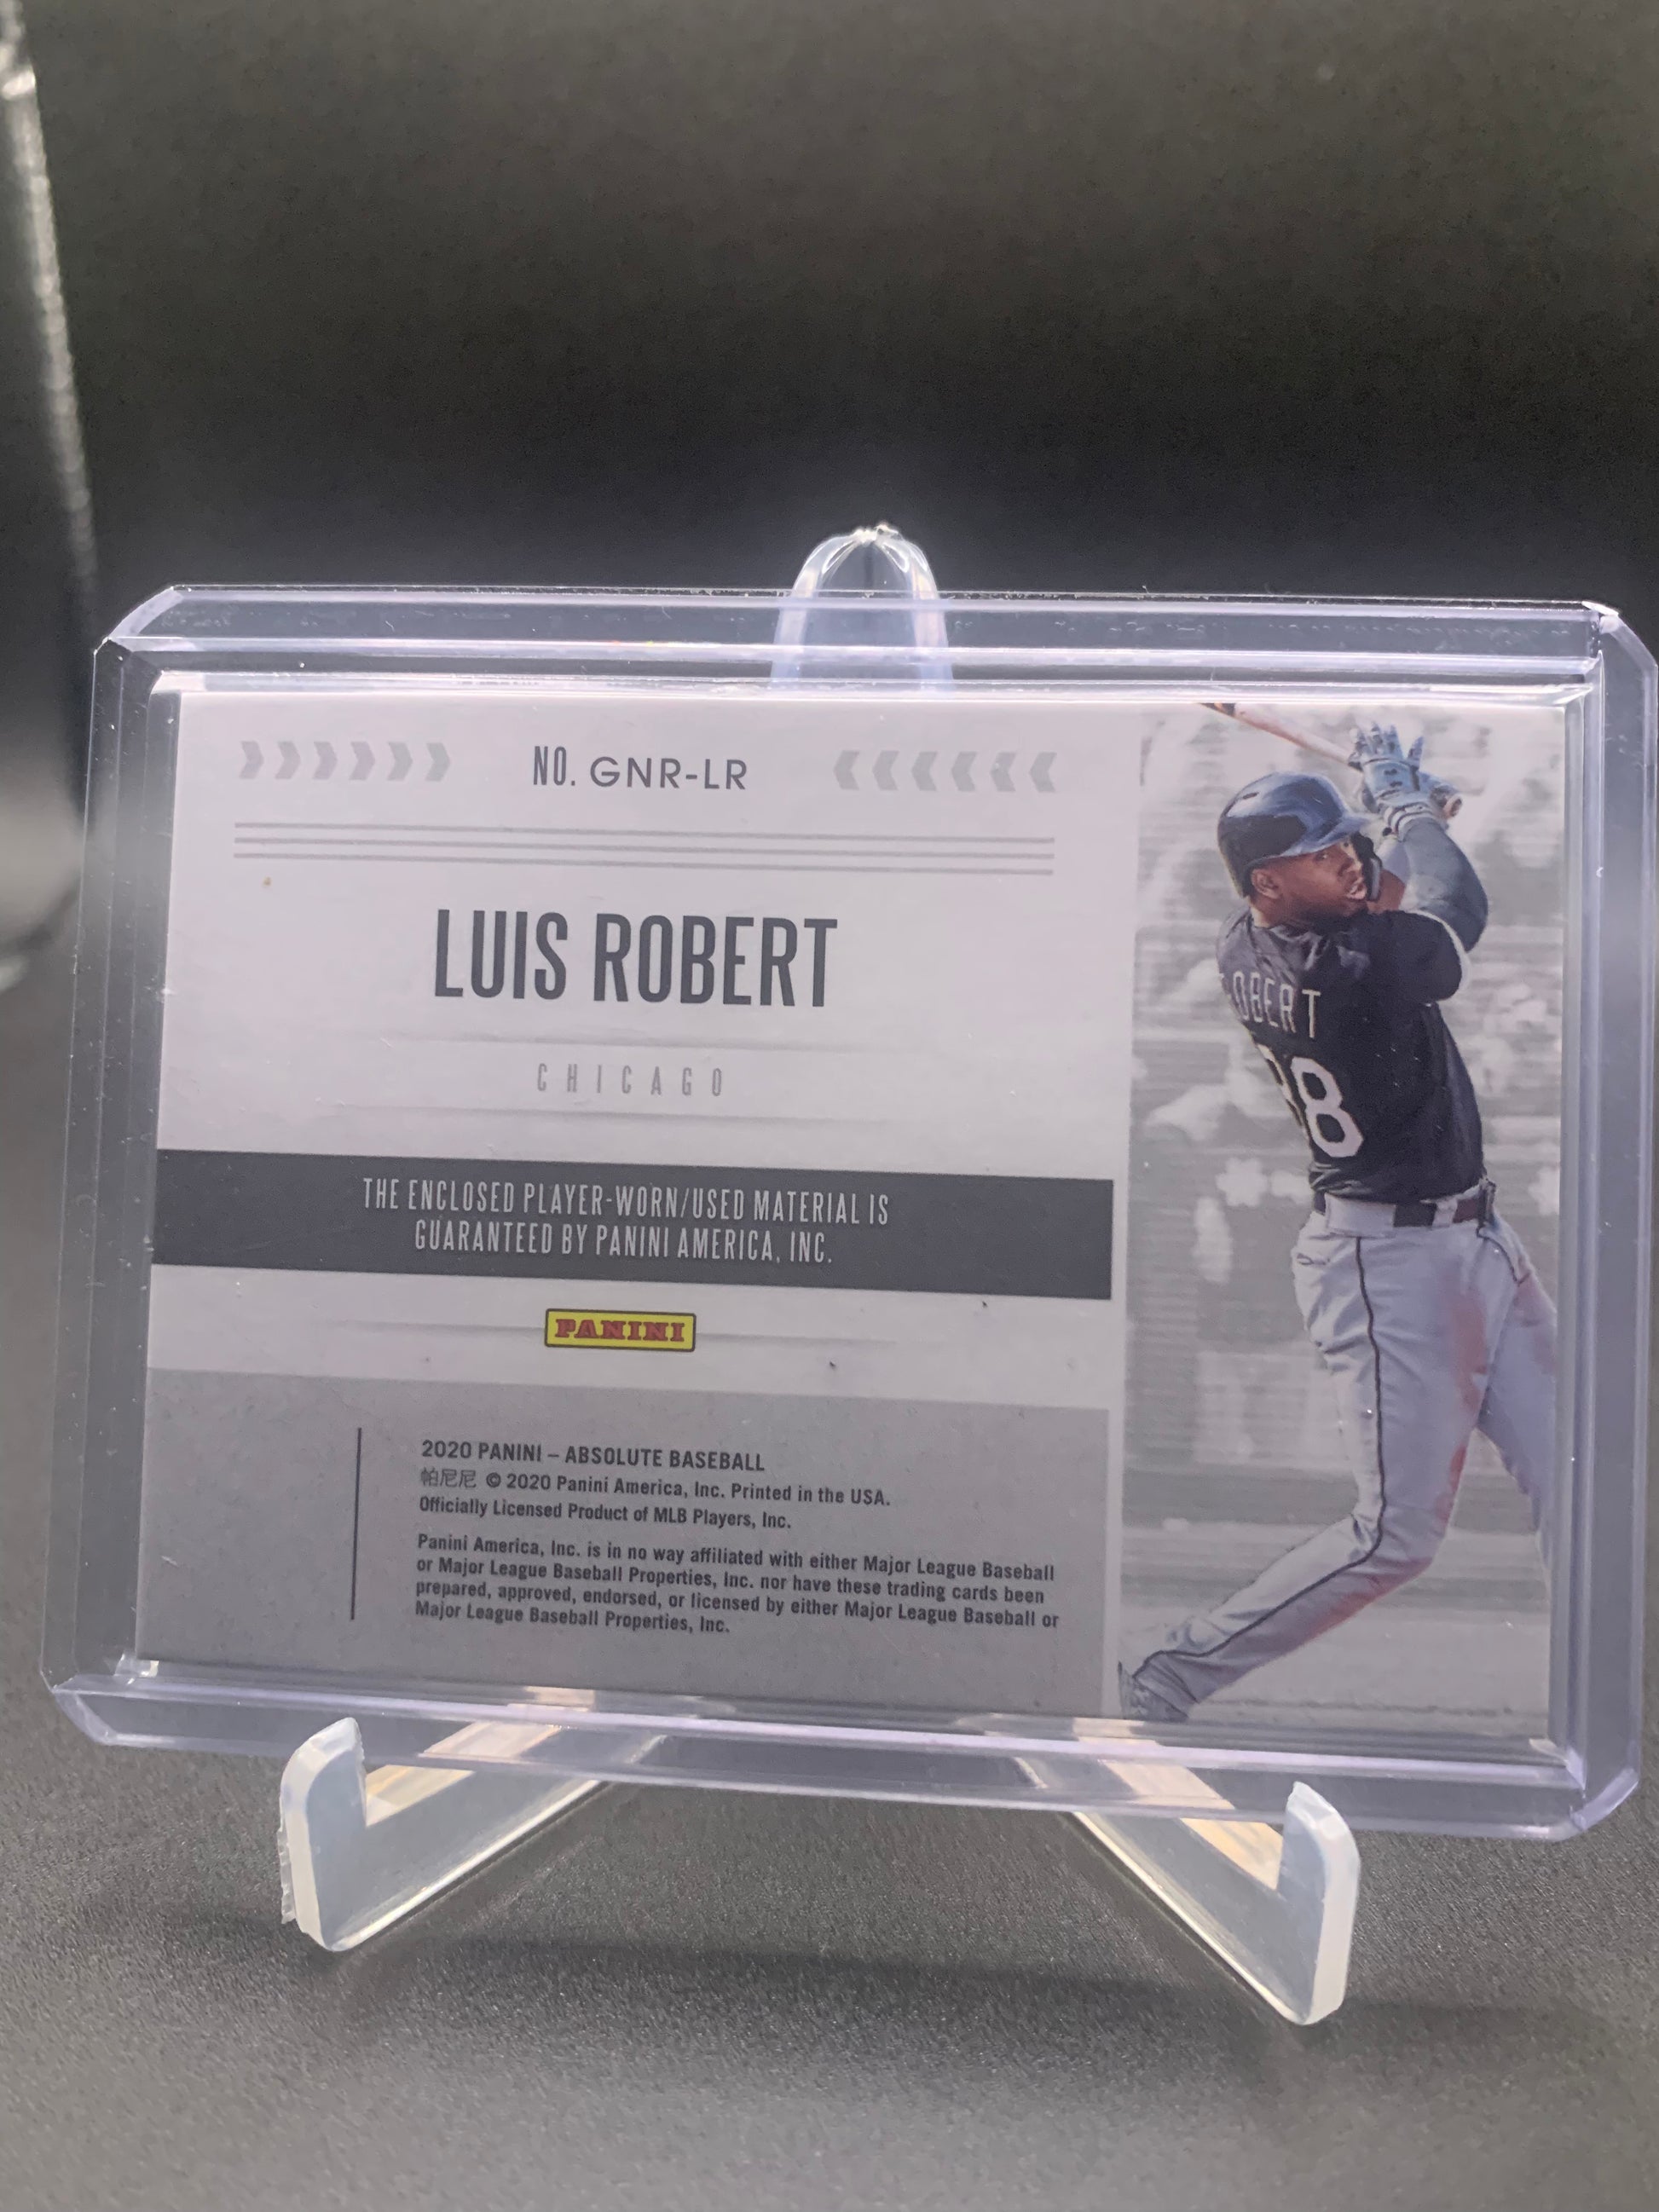 NO. GNR-LR
LUIS ROBERT
CHICAGO
THE ENCLOSED PLAYER-WORN/USED MATERIAL IS
GUARANTEED BY PANINI AMERICA, INC.
PANINI
2020 PANINI – ABSOLUTE BASEBALL
帕尼尼 © 2020 Panini America, Inc. Printed in the USA.
Officially Licensed Product of MLB Players, Inc.
Panini America, Inc. is in no way affiliated with either Major League Baseball
or Major League Baseball Properties, Inc. nor have these trading cards been
prepared, approved, endorsed, or licensed by either Major League Baseball or
Major League Baseball Properties, Inc.
OBERT
88